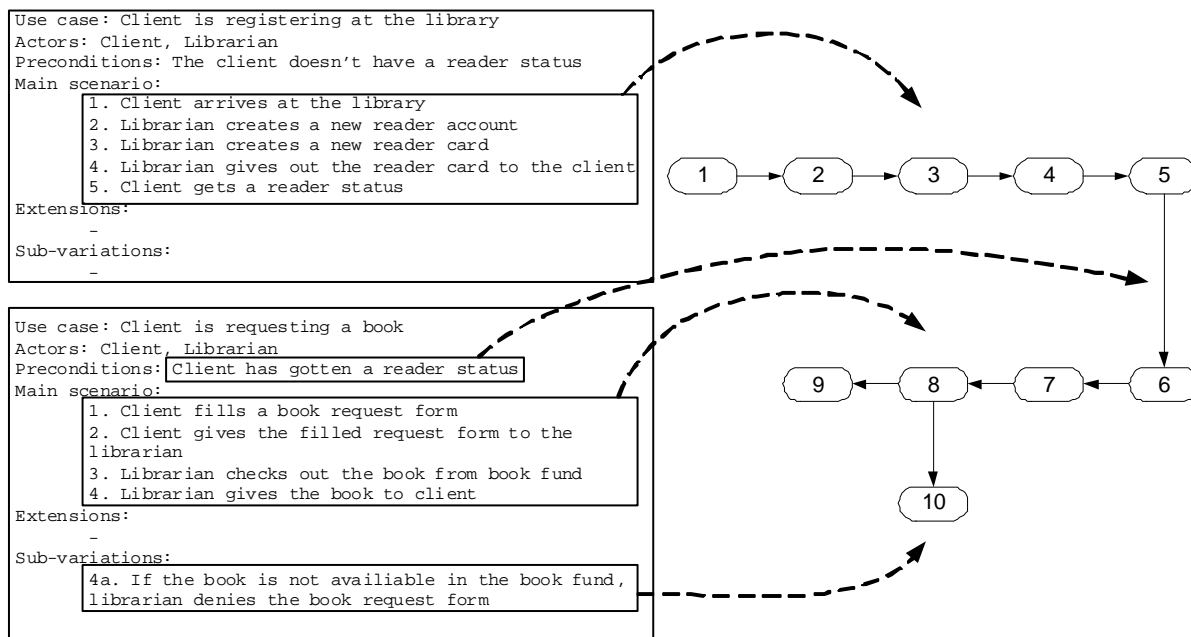 Use case: Client is registering at the library
Actors: Client, Librarian
Preconditions: The client doesn't have a reader status
Main scenario:
1. Client arrives at the library
2. Librarian creates a new reader account
3. Librarian creates a new reader card
4. Librarian gives out the reader card to the client
5. Client gets a reader status
Extensions:
-
Sub-variations:
-
Use case: Client is requesting a book
Actors: Client, Librarian
Preconditions: Client has gotten a reader status
Main scenario:
1. Client fills a book request form
2. Client gives the filled request form to the
librarian
3. Librarian checks out the book from book fund
4. Librarian gives the book to client
Extensions:
-
Sub-variations:
4a. If the book is not availiable in the book fund,
librarian denies the book request form
1 2 3 4 5
9 8 7 6
10